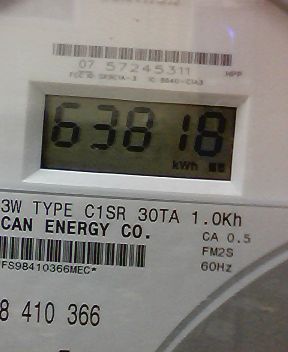 07 57245311 HPP
63818
kWh
3W TYPE C1SR 30TA 1.0Kh
CAN ENERGY CO.
CA 0.5
FM2S
60Hz
FS98410366MEC*
8 410 366